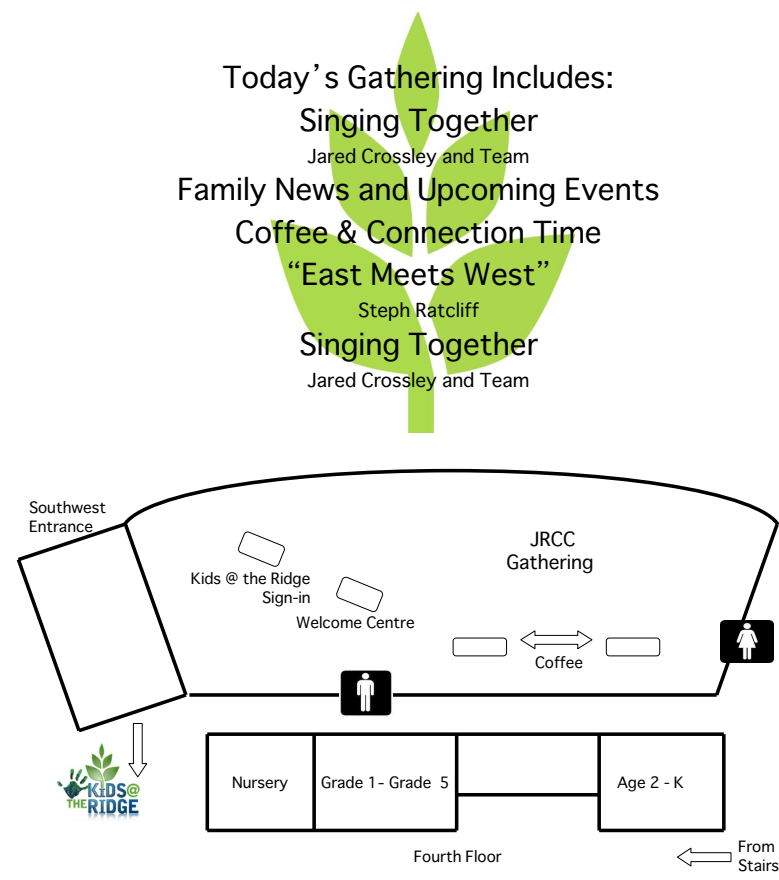 Today’s Gathering Includes:
Singing Together
Jared Crossley and Team
Family News and Upcoming Events
Coffee & Connection Time
“East Meets West”
Steph Ratcliff
Singing Together
Jared Crossley and Team
Southwest
Entrance
JRCC
Gathering
Kids @ the Ridge
Sign-in
Welcome Centre
Coffee
KiDS@
THE RIDGE
Nursery
Grade 1- Grade 5
Age 2 - K
Fourth Floor
From
Stairs